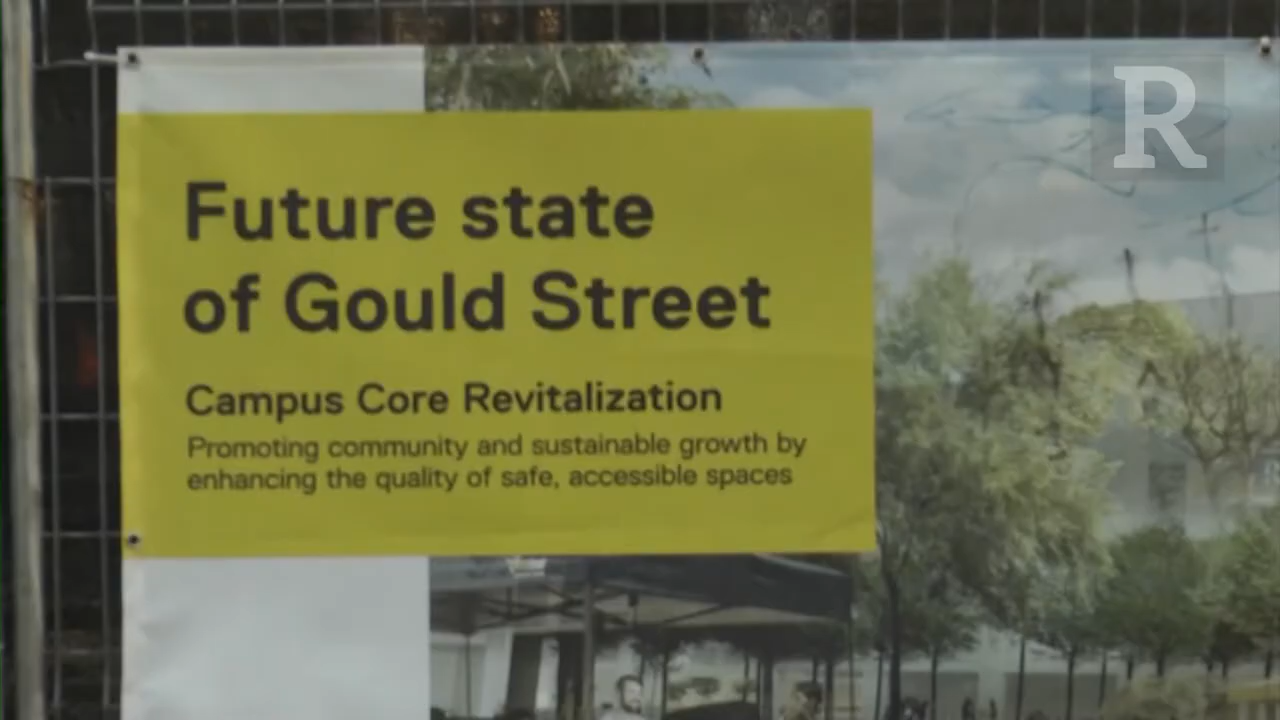 R
Future state
of Gould Street
Campus Core Revitalization
Promoting community and sustainable growth by
enhancing the quality of safe, accessible spaces